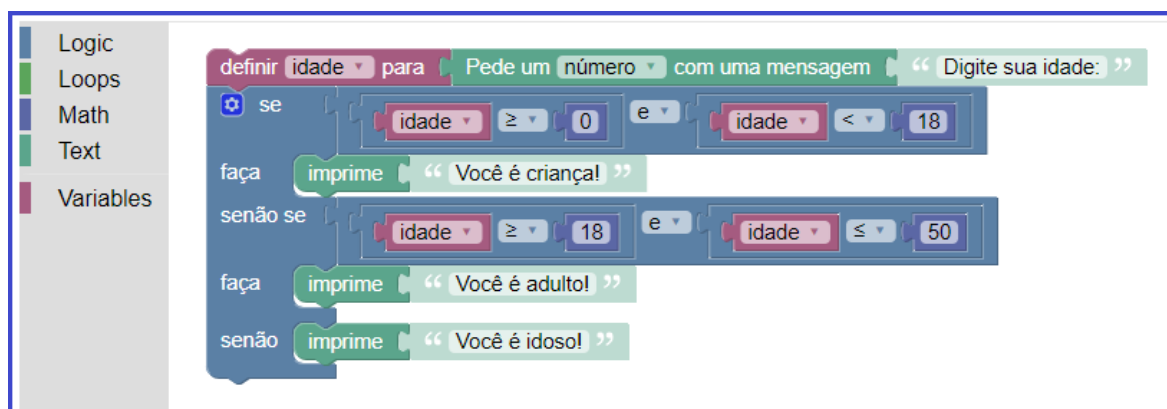 Logic
Loops
Math
Text
Variables
definir idade para Pede um número com uma mensagem “ Digite sua idade: ”
se idade ≥ 0 e idade < 18
faça imprime “ Você é criança! ”
senão se idade ≥ 18 e idade ≤ 50
faça imprime “ Você é adulto! ”
senão imprime “ Você é idoso! ”